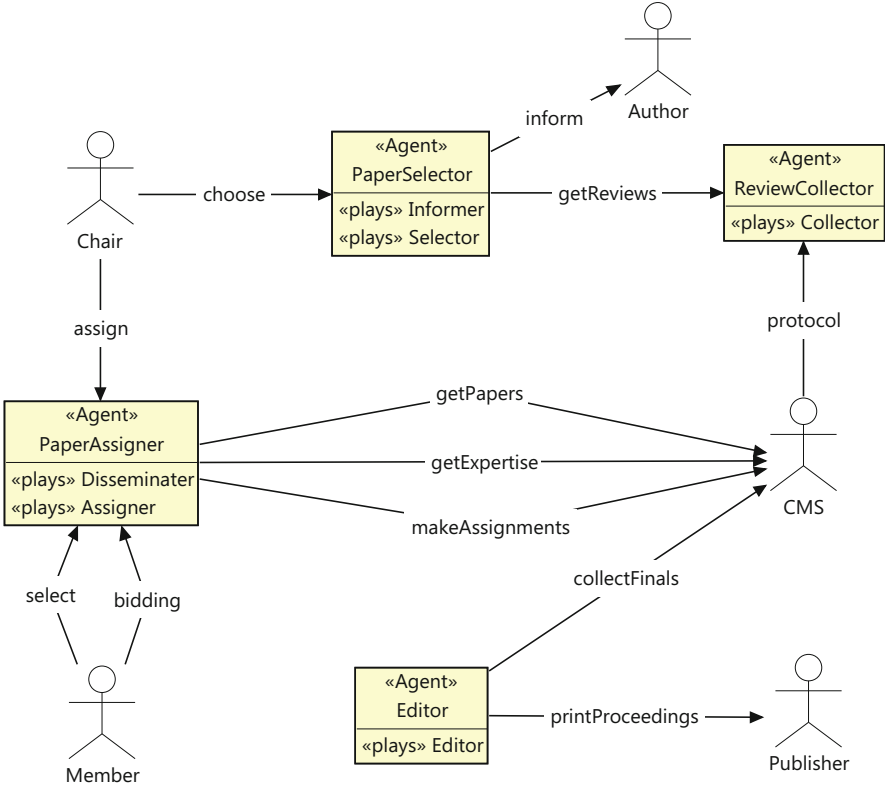 Author
inform
«Agent»
PaperSelector
«plays» Informer
«plays» Selector
«Agent»
ReviewCollector
«plays» Collector
choose
getReviews
Chair
assign
protocol
«Agent»
PaperAssigner
«plays» Disseminater
«plays» Assigner
getPapers
getExpertise
makeAssignments
CMS
select
bidding
collectFinals
«Agent»
Editor
«plays» Editor
printProceedings
Publisher
Member